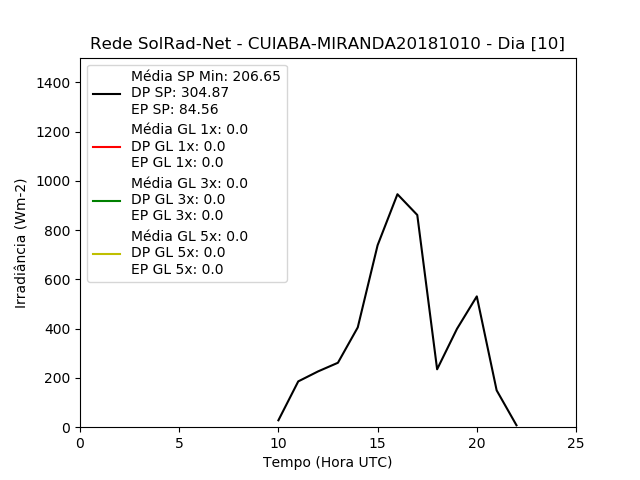 Rede SolRad-Net - CUIABA-MIRANDA20181010 - Dia [10]
Média SP Min: 206.65
DP SP: 304.87
EP SP: 84.56
Média GL 1x: 0.0
DP GL 1x: 0.0
EP GL 1x: 0.0
Média GL 3x: 0.0
DP GL 3x: 0.0
EP GL 3x: 0.0
Média GL 5x: 0.0
DP GL 5x: 0.0
EP GL 5x: 0.0
Irradiância (Wm-2)
1400
1200
1000
800
600
400
200
0
0 5 10 15 20 25
Tempo (Hora UTC)